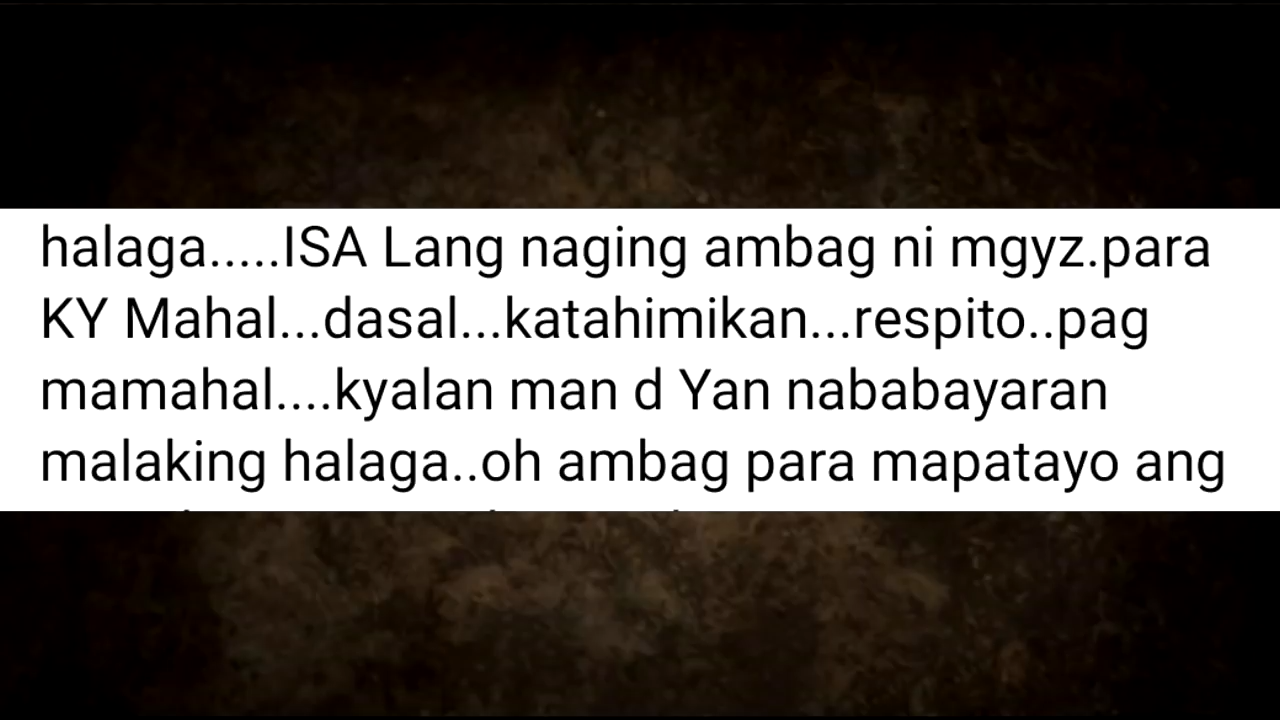 halaga.....ISA Lang naging ambag ni mgyz.para
KY Mahal...dasal...katahimikan...respito..pag
mamahal....kyalan man d Yan nababayaran
malaking halaga..oh ambag para mapatayo ang